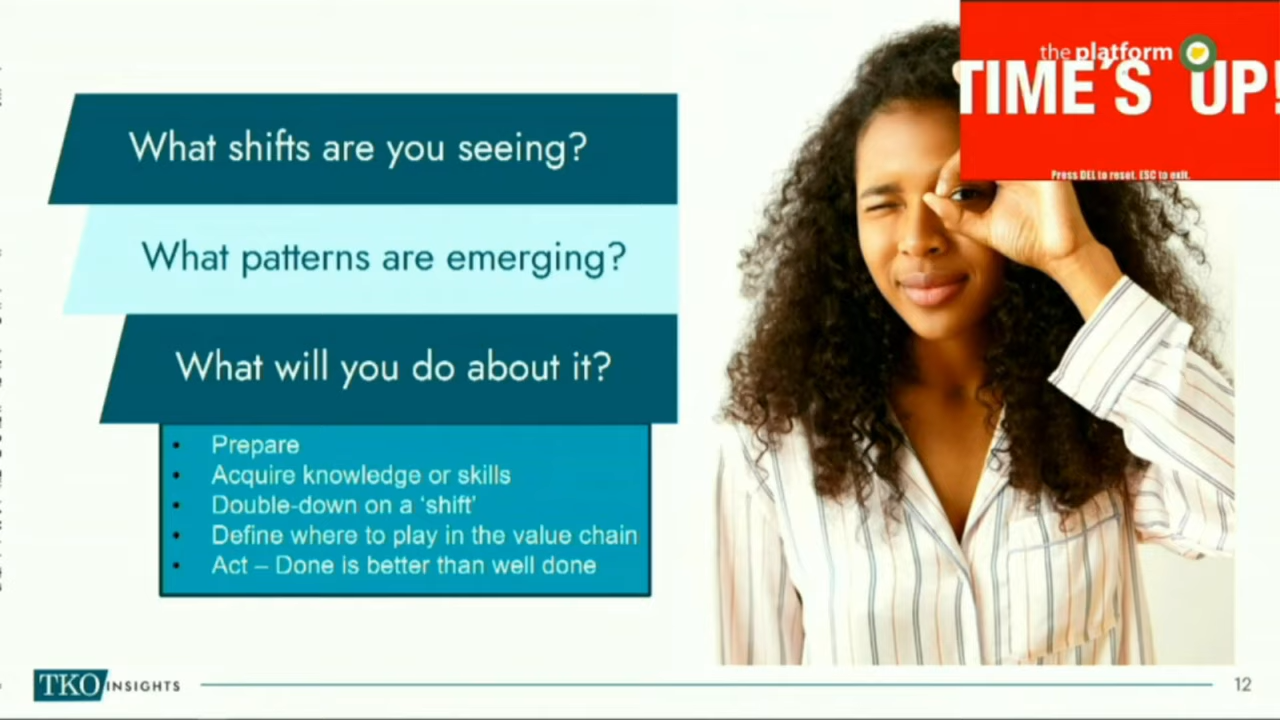 the platform
TIME'S UP!
Press DEL to reset. ESC to exit.
What shifts are you seeing?
What patterns are emerging?
What will you do about it?
• Prepare
• Acquire knowledge or skills
• Double-down on a ‘shift’
• Define where to play in the value chain
• Act – Done is better than well done
TKO INSIGHTS
12